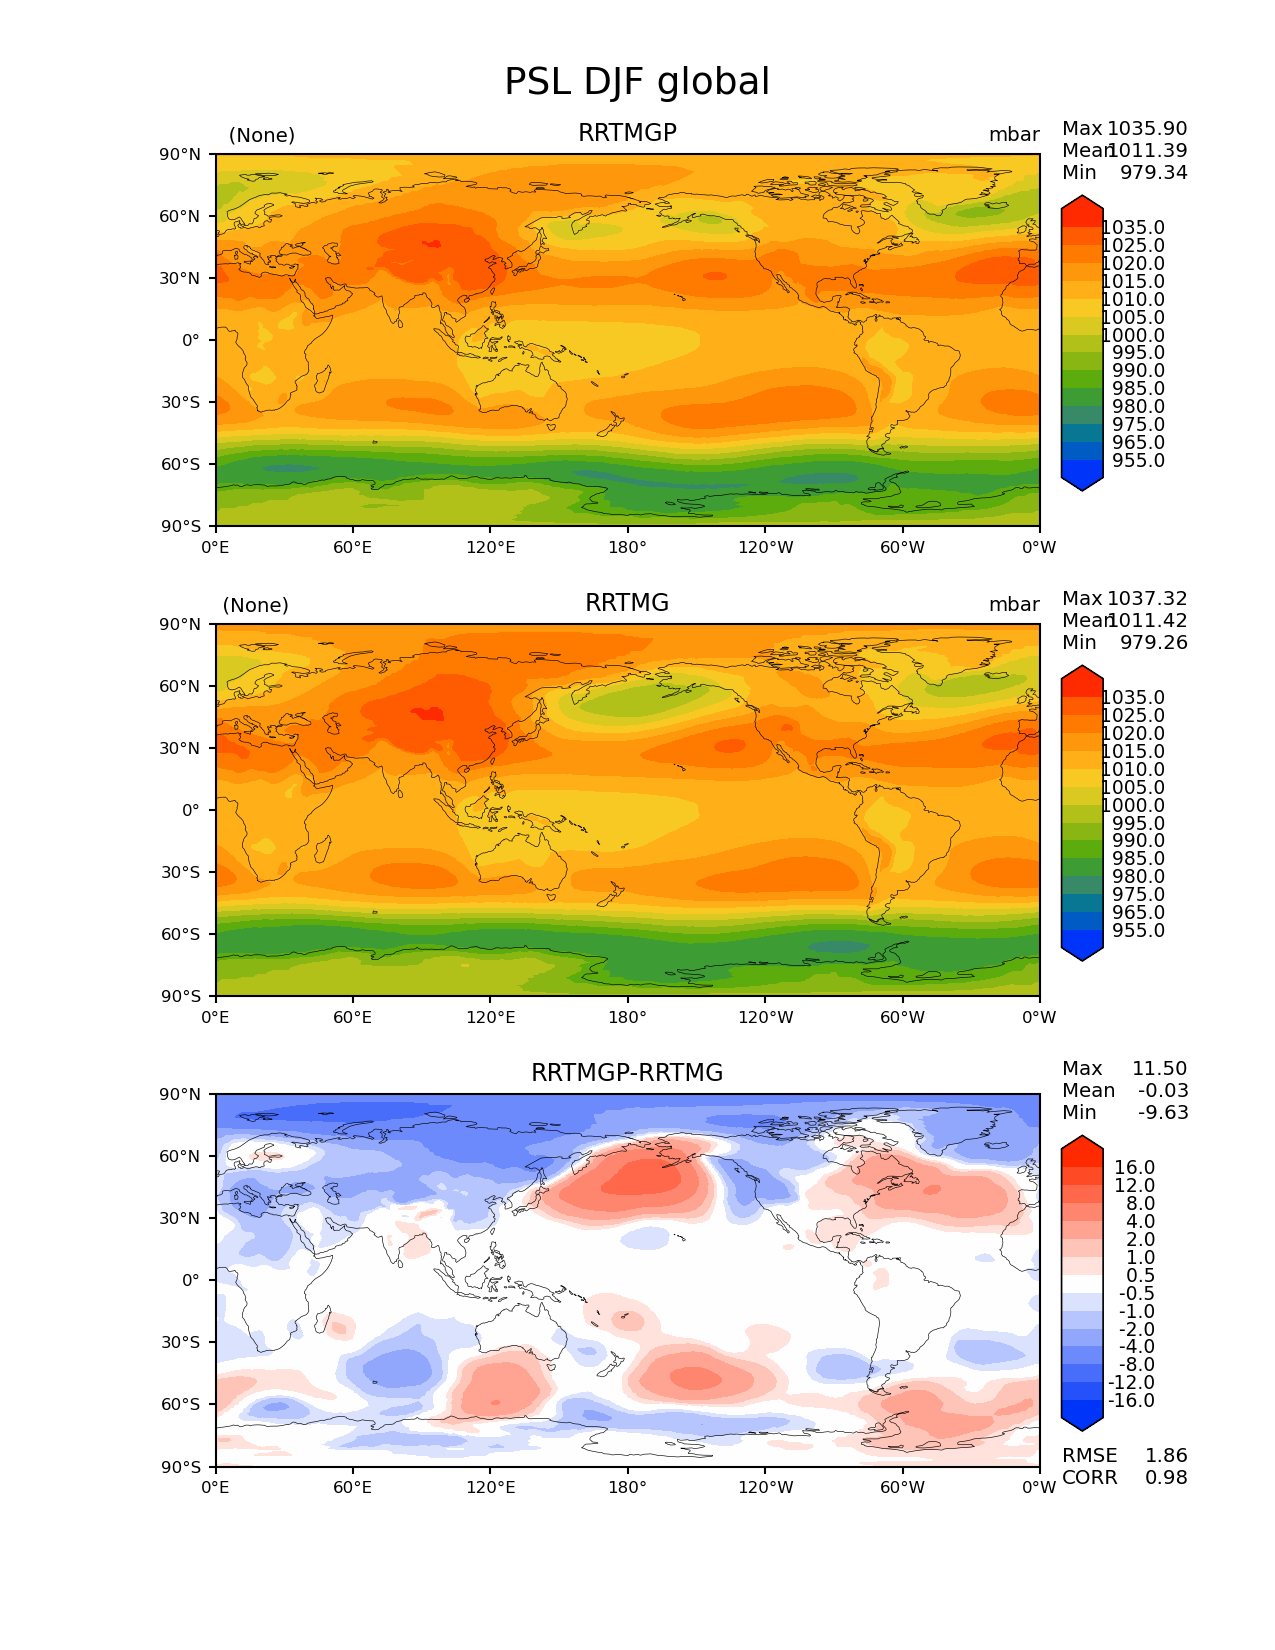 PSL DJF global
(None) RRTMGP mbar
Max 1035.90
Mean 1011.39
Min 979.34
90°N
60°N
30°N
0°
30°S
60°S
90°S
0°E 60°E 120°E 180° 120°W 60°W 0°W
1035.0
1025.0
1020.0
1015.0
1010.0
1005.0
1000.0
995.0
990.0
985.0
980.0
975.0
965.0
955.0
(None) RRTMG mbar
Max 1037.32
Mean 1011.42
Min 979.26
90°N
60°N
30°N
0°
30°S
60°S
90°S
0°E 60°E 120°E 180° 120°W 60°W 0°W
1035.0
1025.0
1020.0
1015.0
1010.0
1005.0
1000.0
995.0
990.0
985.0
980.0
975.0
965.0
955.0
RRTMGP-RRTMG
Max 11.50
Mean -0.03
Min -9.63
90°N
60°N
30°N
0°
30°S
60°S
90°S
0°E 60°E 120°E 180° 120°W 60°W 0°W
16.0
12.0
8.0
4.0
2.0
1.0
0.5
-0.5
-1.0
-2.0
-4.0
-8.0
-12.0
-16.0
RMSE 1.86
CORR 0.98